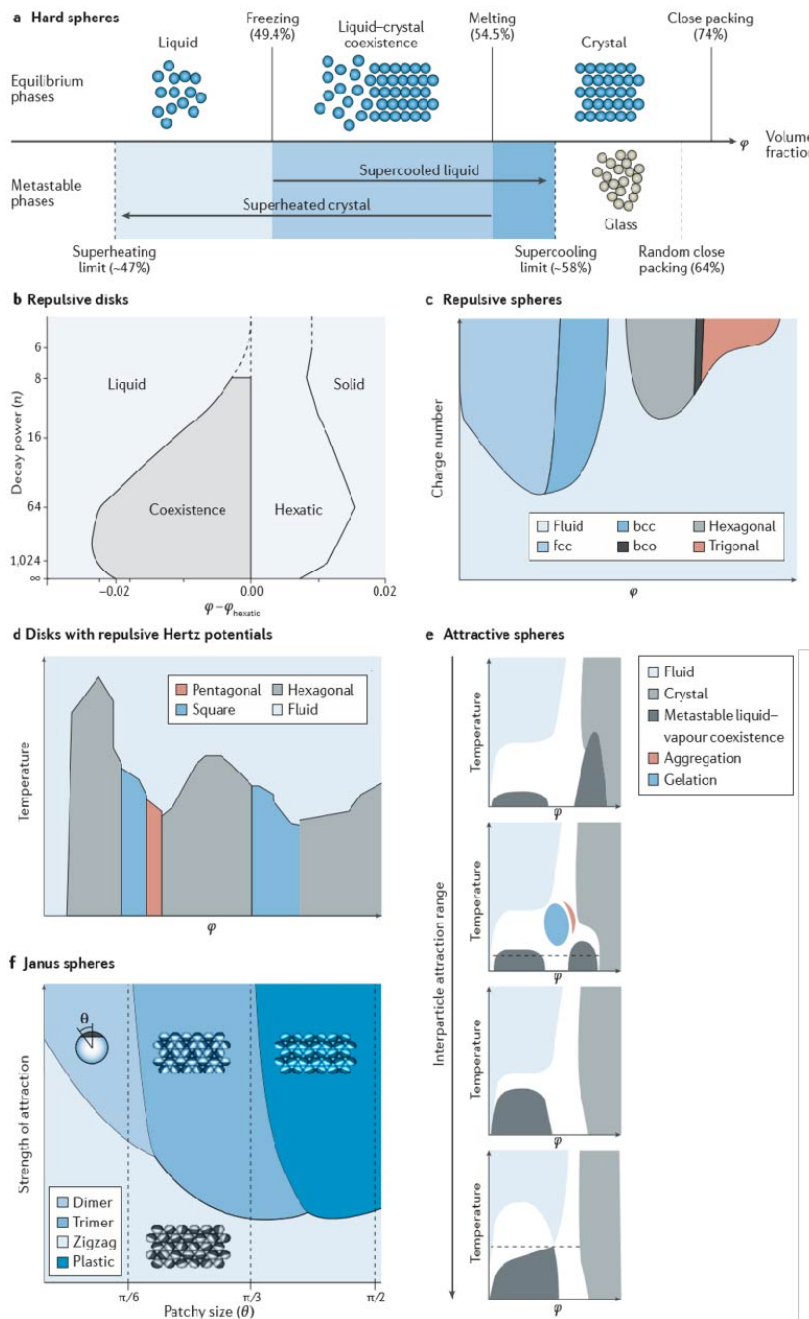 a Hard spheres
Freezing
(49.4%)
Liquid–crystal
coexistence
Melting
(54.5%)
Close packing
(74%)
Liquid
Crystal
Equilibrium
phases
φ
Volume
fraction
Metastable
phases
Supercooled liquid
Superheated crystal
Glass
Superheating
limit (~47%)
Supercooling
limit (~58%)
Random close
packing (64%)
b Repulsive disks
Decay power (n)
6
8
16
64
1,024
∞
Liquid
Solid
Coexistence
Hexatic
−0.02
0.00
0.02
φ – φhexatic
c Repulsive spheres
Charge number
Fluid
bcc
Hexagonal
fcc
bco
Trigonal
φ
d Disks with repulsive Hertz potentials
Temperature
Pentagonal
Hexagonal
Square
Fluid
φ
e Attractive spheres
Interparticle attraction range
Temperature
φ
Temperature
φ
Temperature
φ
Temperature
φ
Fluid
Crystal
Metastable liquid–
vapour coexistence
Aggregation
Gelation
f Janus spheres
Strength of attraction
θ
Dimer
Trimer
Zigzag
Plastic
π/6
π/3
π/2
Patchy size (θ)